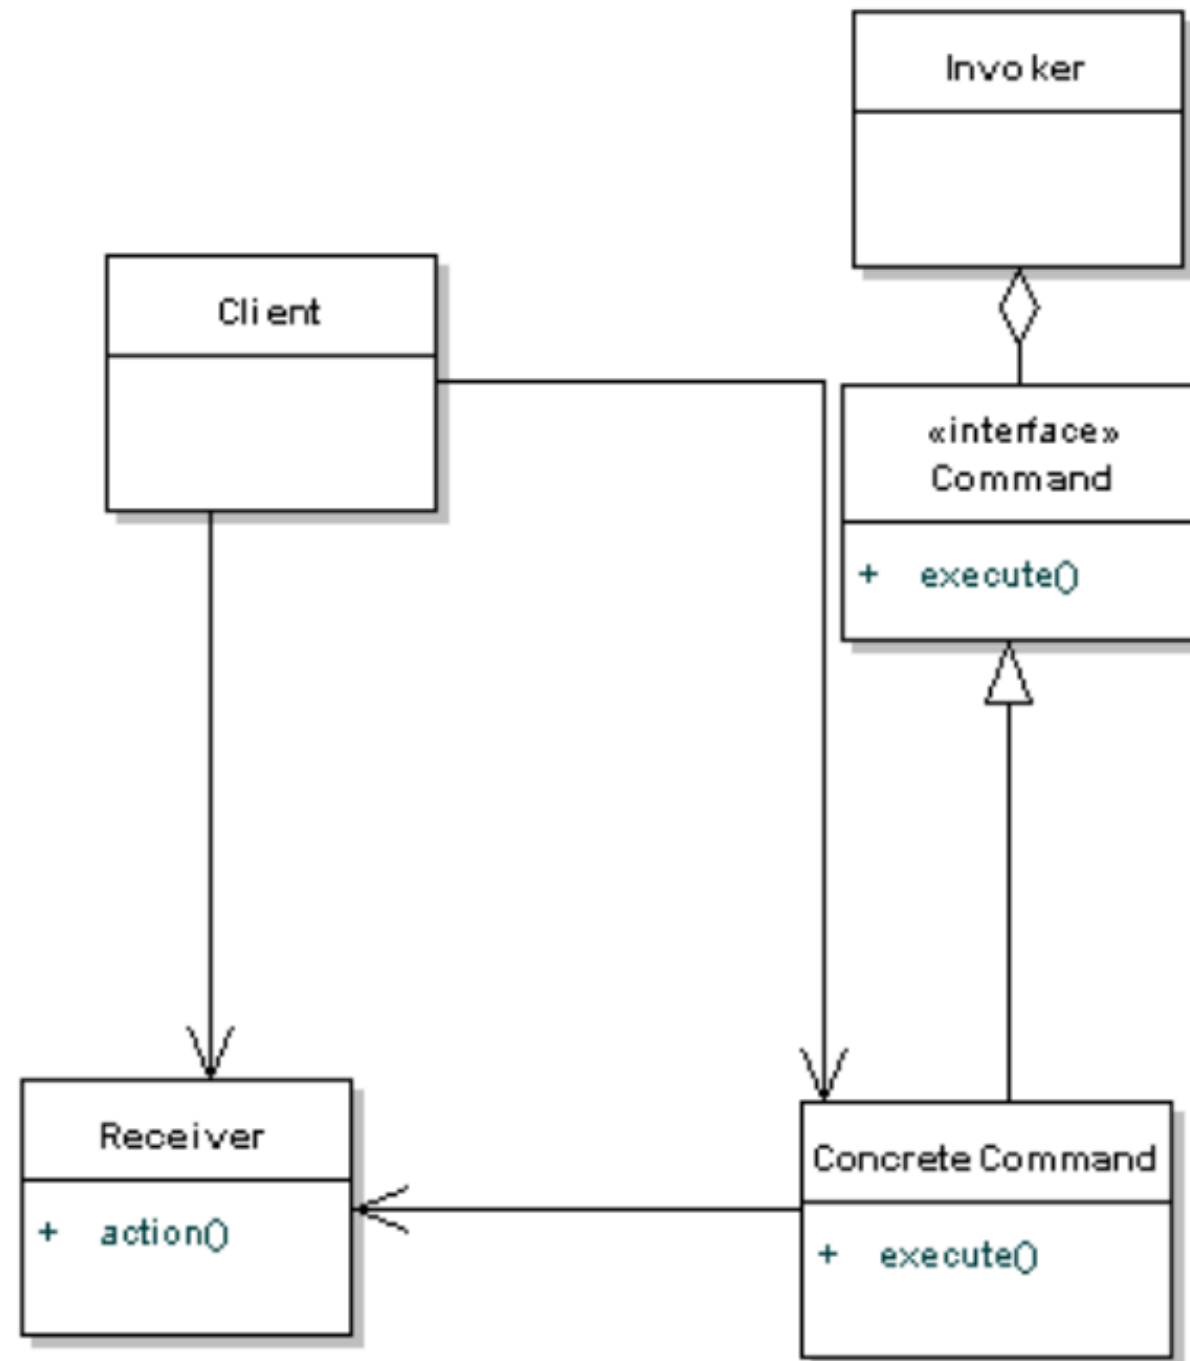 Invoker
Client
«interface»
Command
+ execute()
Receiver
+ action()
Concrete Command
+ execute()